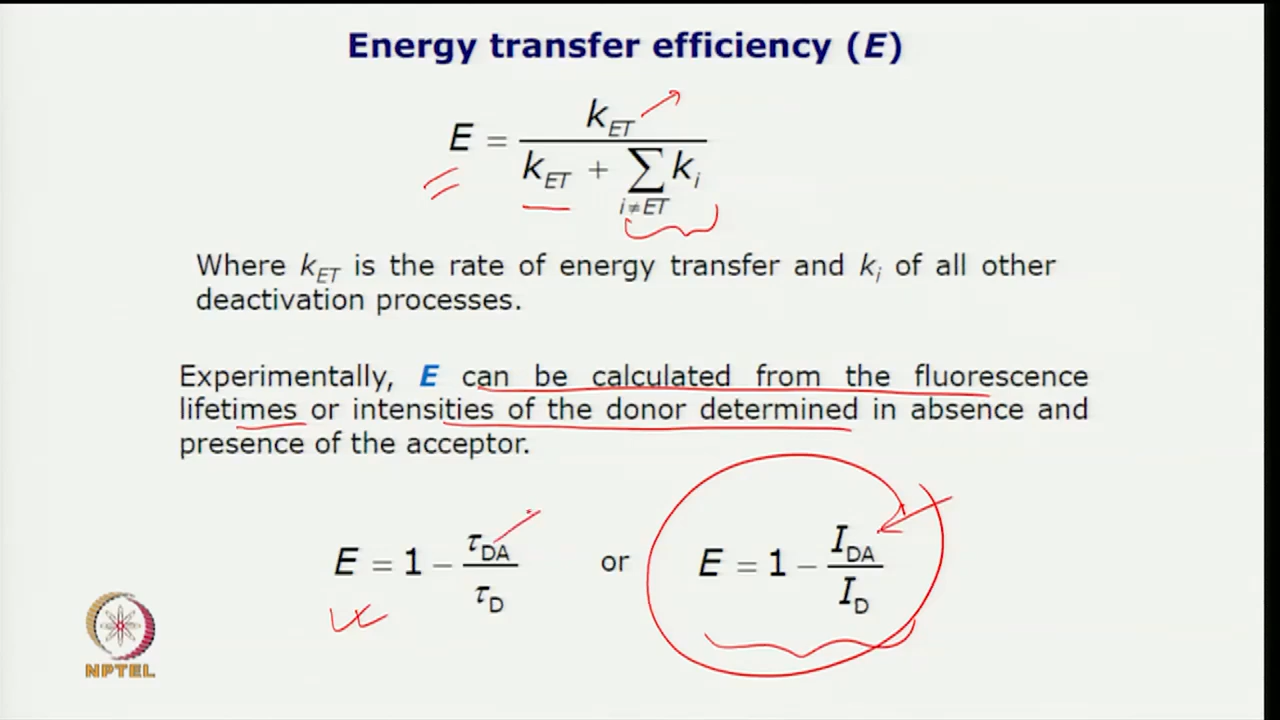 Energy transfer efficiency (E)
E = k_ET / (k_ET + ∑_{i≠ET} k_i)
Where k_ET is the rate of energy transfer and k_i of all other
deactivation processes.
Experimentally, E can be calculated from the fluorescence
lifetimes or intensities of the donor determined in absence and
presence of the acceptor.
E = 1 − τ_DA / τ_D or E = 1 − I_DA / I_D
NPTEL